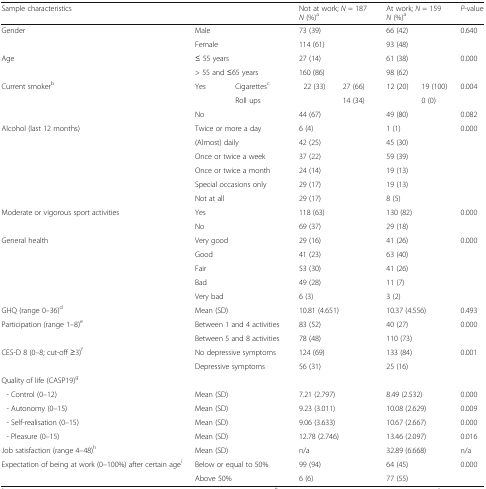 Sample characteristics Not at work; N = 187 At work; N = 159 P-value
N (%)a N (%)a
Gender Male 73 (39) 66 (42) 0.640
Female 114 (61) 93 (48)
Age ≤ 55 years 27 (14) 61 (38) 0.000
> 55 and ≤65 years 160 (86) 98 (62)
Current smokerb Yes Cigarettesc 22 (33) 27 (66) 12 (20) 19 (100) 0.004
Roll ups 14 (34) 0 (0)
No 44 (67) 49 (80) 0.082
Alcohol (last 12 months) Twice or more a day 6 (4) 1 (1) 0.000
(Almost) daily 42 (25) 45 (30)
Once or twice a week 37 (22) 59 (39)
Once or twice a month 24 (14) 19 (13)
Special occasions only 29 (17) 19 (13)
Not at all 29 (17) 8 (5)
Moderate or vigorous sport activities Yes 118 (63) 130 (82) 0.000
No 69 (37) 29 (18)
General health Very good 29 (16) 41 (26) 0.000
Good 41 (23) 63 (40)
Fair 53 (30) 41 (26)
Bad 49 (28) 11 (7)
Very bad 6 (3) 3 (2)
GHQ (range 0–36)d Mean (SD) 10.81 (4.651) 10.37 (4.556) 0.493
Participation (range 1–8)e Between 1 and 4 activities 83 (52) 40 (27) 0.000
Between 5 and 8 activities 78 (48) 110 (73)
CES-D 8 (0–8; cut-off ≥3)f No depressive symptoms 124 (69) 133 (84) 0.001
Depressive symptoms 56 (31) 25 (16)
Quality of life (CASP19)g
- Control (0–12) Mean (SD) 7.21 (2.797) 8.49 (2.532) 0.000
- Autonomy (0–15) Mean (SD) 9.23 (3.011) 10.08 (2.629) 0.009
- Self-realisation (0–15) Mean (SD) 9.06 (3.633) 10.67 (2.667) 0.000
- Pleasure (0–15) Mean (SD) 12.78 (2.746) 13.46 (2.097) 0.016
Job satisfaction (range 4–48)h Mean (SD) n/a 32.89 (6.668) n/a
Expectation of being at work (0–100%) after certain agei Below or equal to 50% 99 (94) 64 (45) 0.000
Above 50% 6 (6) 77 (55)